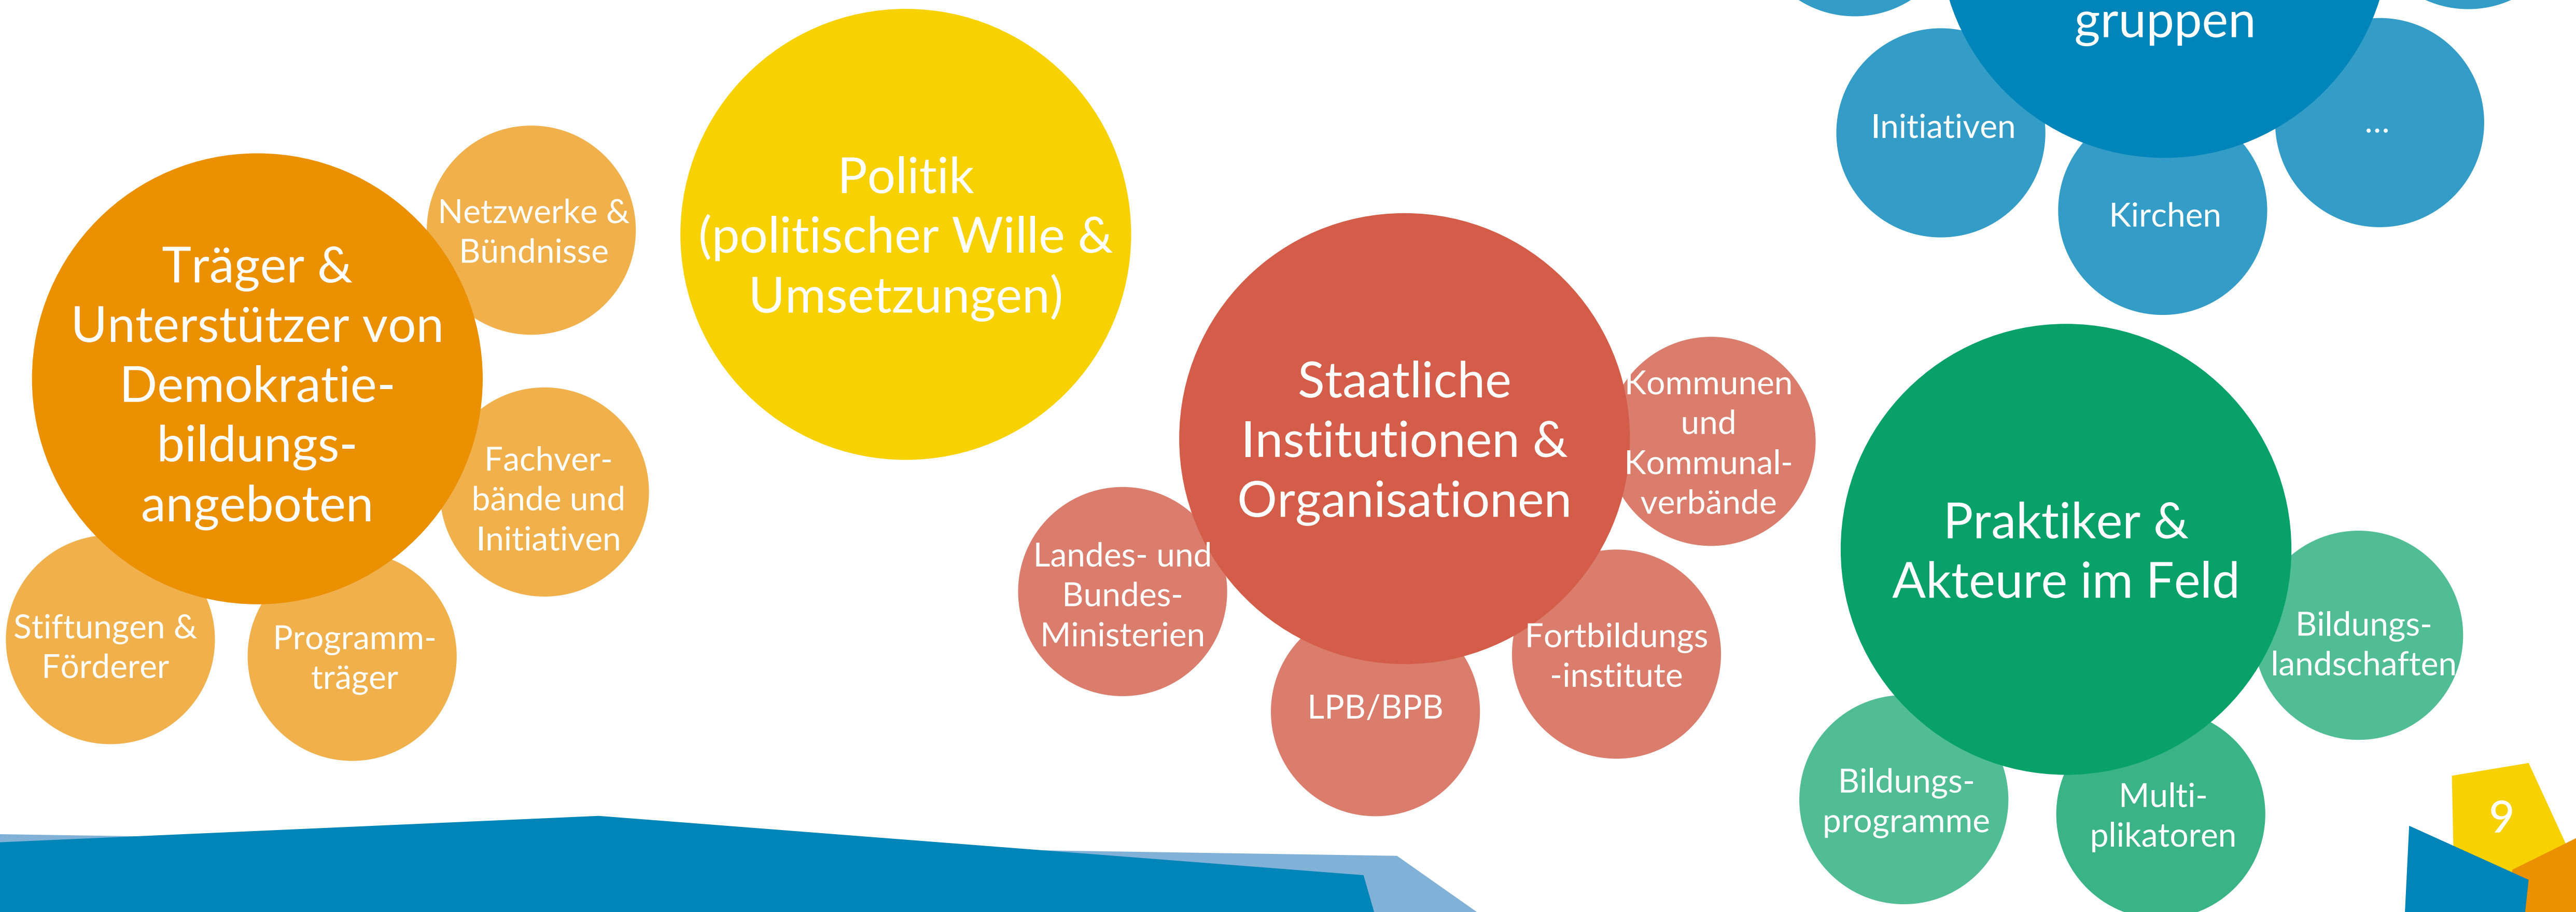 gruppen
Initiativen
...
Kirchen
Politik
(politischer Wille &
Umsetzungen)
Netzwerke &
Bündnisse
Träger &
Unterstützer von
Demokratie-
bildungs-
angeboten
Fachver-
bände und
Initiativen
Stiftungen &
Förderer
Programm-
träger
Staatliche
Institutionen &
Organisationen
Kommunen
und
Kommunal-
verbände
Landes- und
Bundes-
Ministerien
Fortbildungs
-institute
LPB/BPB
Praktiker &
Akteure im Feld
Bildungs-
landschaften
Bildungs-
programme
Multi-
plikatoren
9